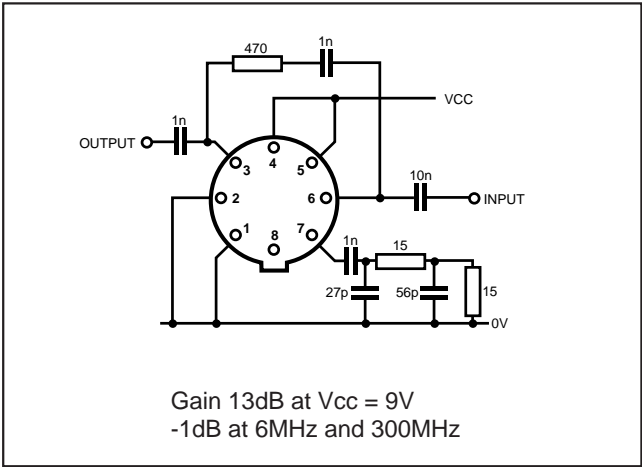 470
1n
VCC
1n
OUTPUT
3
4
5
10n
2
6
INPUT
1
8
7
1n
15
27p
56p
15
0V
Gain 13dB at Vcc = 9V
-1dB at 6MHz and 300MHz